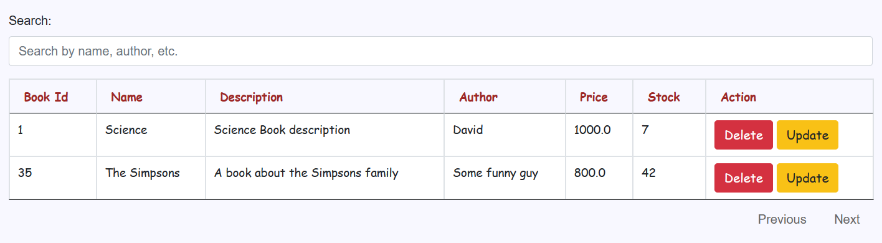 Search:
Search by name, author, etc.
Book Id Name Description Author Price Stock Action
1 Science Science Book description David 1000.0 7 Delete Update
35 The Simpsons A book about the Simpsons family Some funny guy 800.0 42 Delete Update
Previous Next